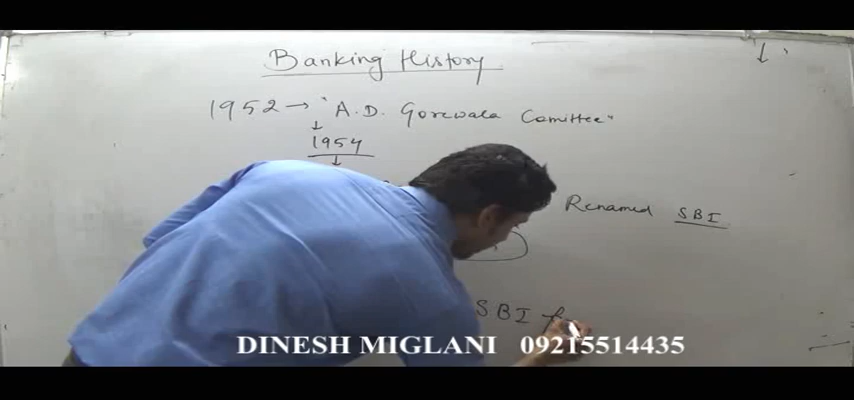 Banking History
1952 → "A.D. Gorewala Comittee"
↓
1954
↓
Renamed SBI
SBI
DINESH MIGLANI 09215514435